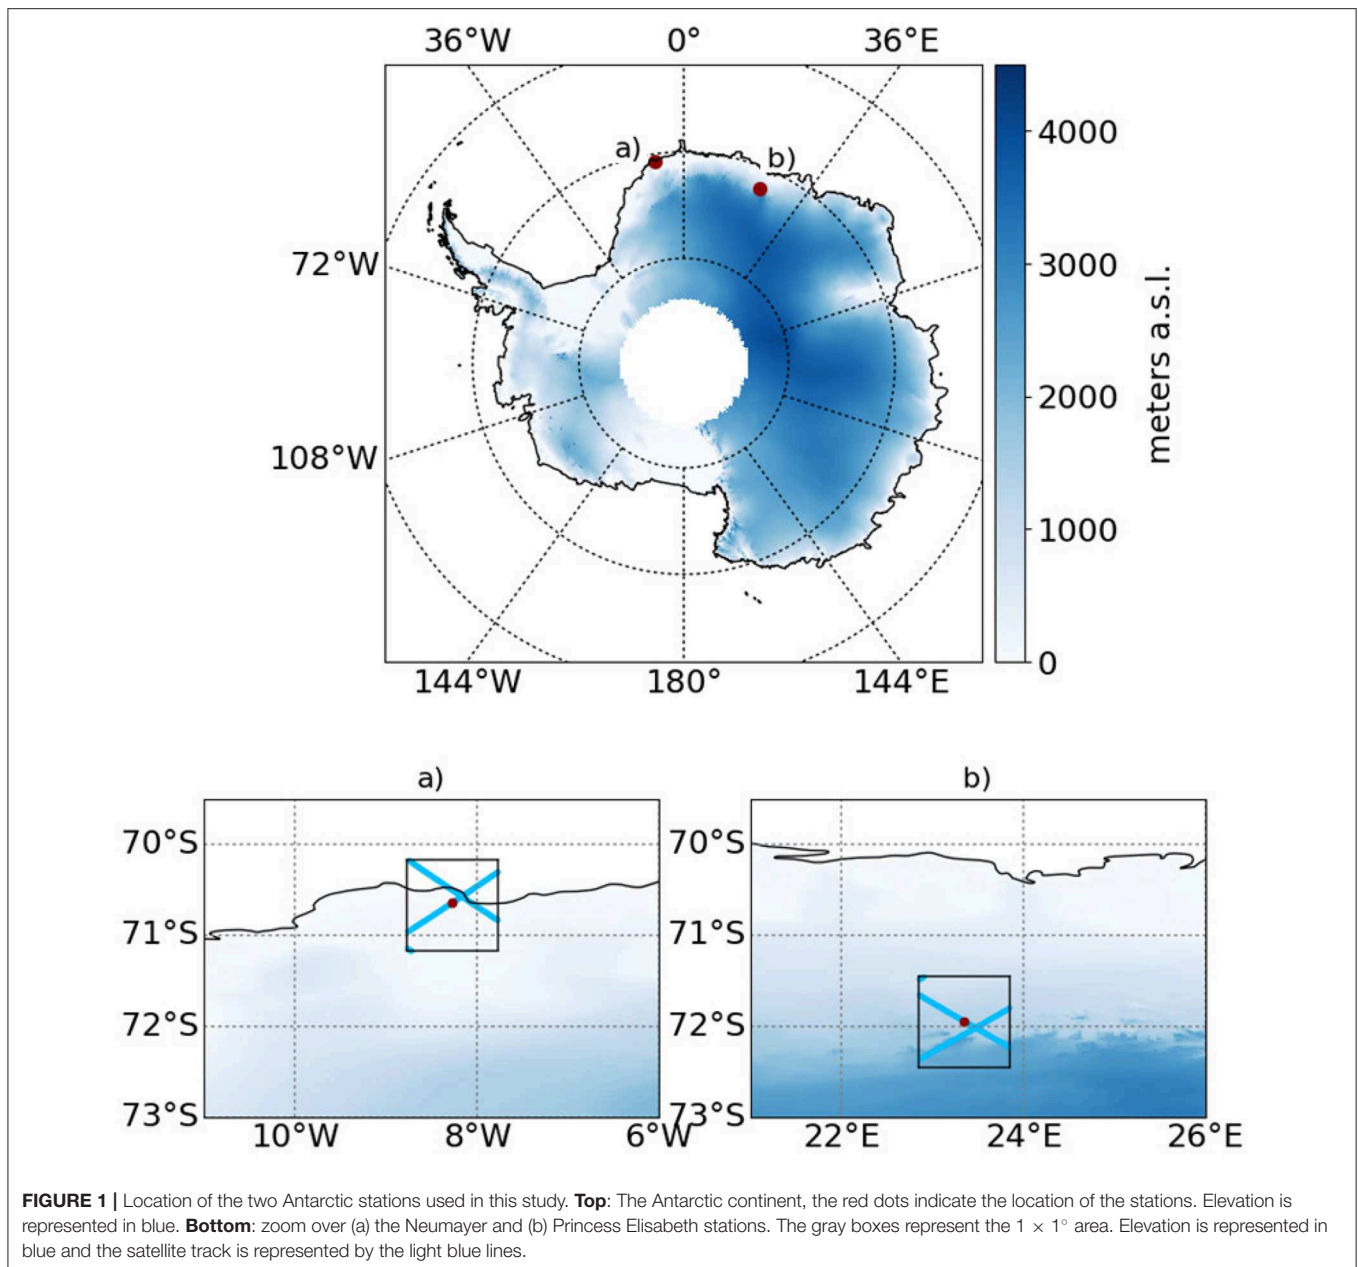 36°W 0° 36°E
a) b)
4000
3000
2000
1000
0
meters a.s.l.
72°W
108°W
144°W 180° 144°E
a)
70°S
71°S
72°S
73°S
10°W 8°W 6°W
b)
70°S
71°S
72°S
73°S
22°E 24°E 26°E
FIGURE 1 | Location of the two Antarctic stations used in this study. Top: The Antarctic continent, the red dots indicate the location of the stations. Elevation is
represented in blue. Bottom: zoom over (a) the Neumayer and (b) Princess Elisabeth stations. The gray boxes represent the 1 × 1° area. Elevation is represented in
blue and the satellite track is represented by the light blue lines.